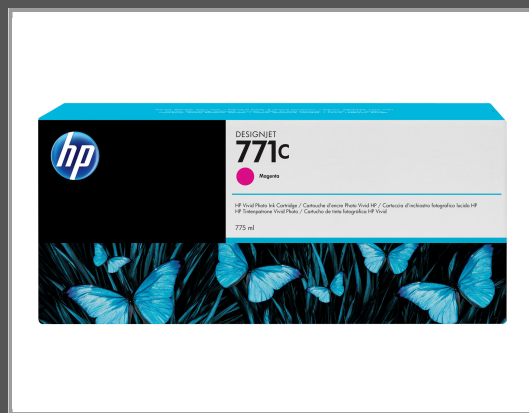 hp
DESIGNJET
771C
Magenta
HP Vivid Photo Ink Cartridge / Cartouche d'encre Photo Vivid HP / Cartuccia d'inchiostro fotografico lucido HP
HP Tintenpatrone Vivid Photo / Cartucho de tinta fotográfica HP Vivid
775 ml